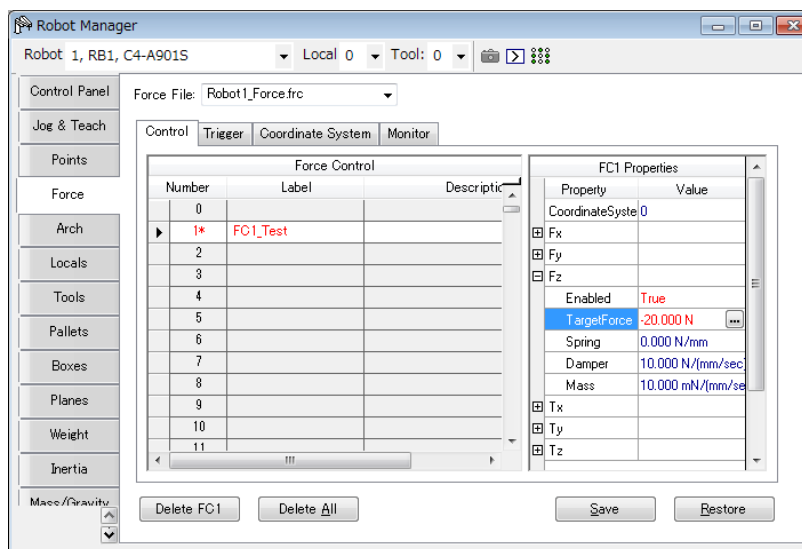 Robot Manager
Robot 1, RB1, C4-A901S Local 0 Tool: 0
Control Panel
Jog & Teach
Points
Force
Arch
Locals
Tools
Pallets
Boxes
Planes
Weight
Inertia
Mass/Gravity
Force File: Robot1_Force.frc
Control Trigger Coordinate System Monitor
Force Control
Number Label Descriptic
0
1* FC1_Test
2
3
4
5
6
7
8
9
10
11
FC1 Properties
Property Value
CoordinateSyste 0
Fx
Fy
Fz
Enabled True
TargetForce -20.000 N ...
Spring 0.000 N/mm
Damper 10.000 N/(mm/sec)
Mass 10.000 mN/(mm/se
Tx
Ty
Tz
Delete FC1 Delete All Save Restore